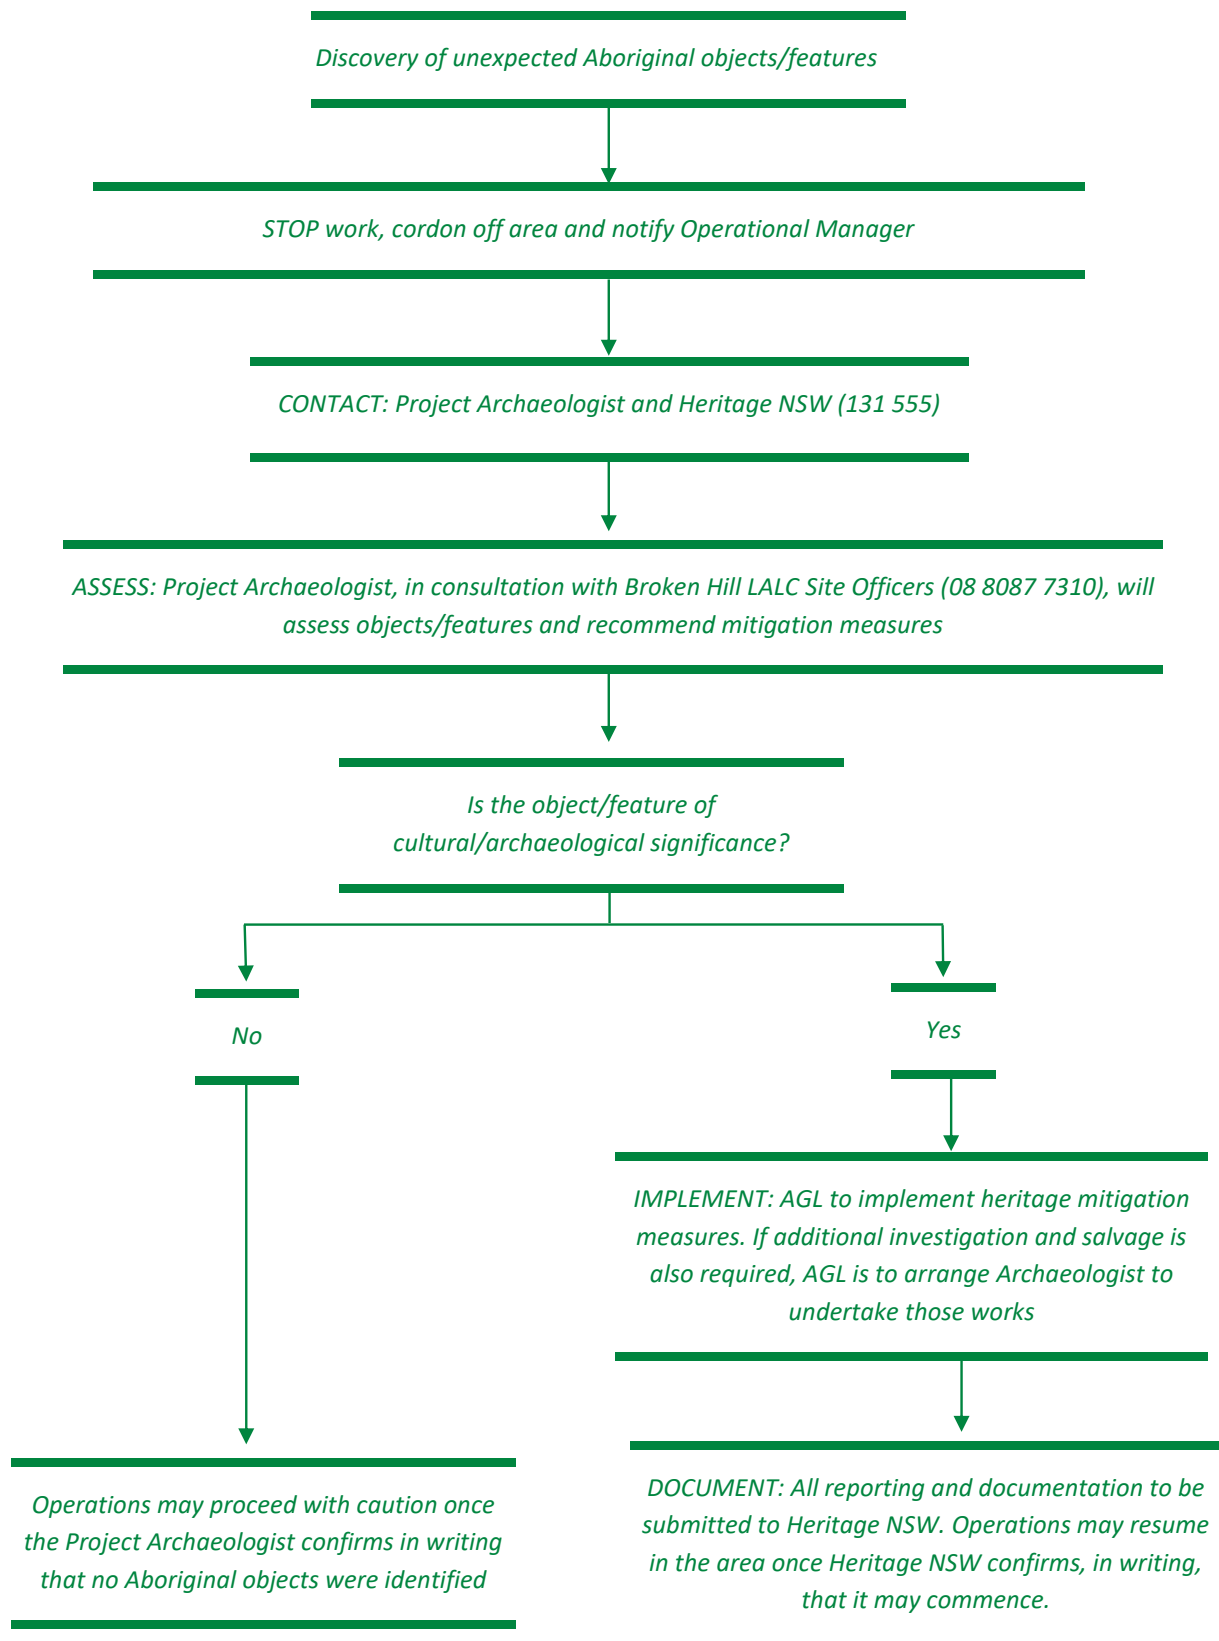 Discovery of unexpected Aboriginal objects/features
STOP work, cordon off area and notify Operational Manager
CONTACT: Project Archaeologist and Heritage NSW (131 555)
ASSESS: Project Archaeologist, in consultation with Broken Hill LALC Site Officers (08 8087 7310), will
assess objects/features and recommend mitigation measures
Is the object/feature of
cultural/archaeological significance?
No
Yes
IMPLEMENT: AGL to implement heritage mitigation
measures. If additional investigation and salvage is
also required, AGL is to arrange Archaeologist to
undertake those works
Operations may proceed with caution once
the Project Archaeologist confirms in writing
that no Aboriginal objects were identified
DOCUMENT: All reporting and documentation to be
submitted to Heritage NSW. Operations may resume
in the area once Heritage NSW confirms, in writing,
that it may commence.